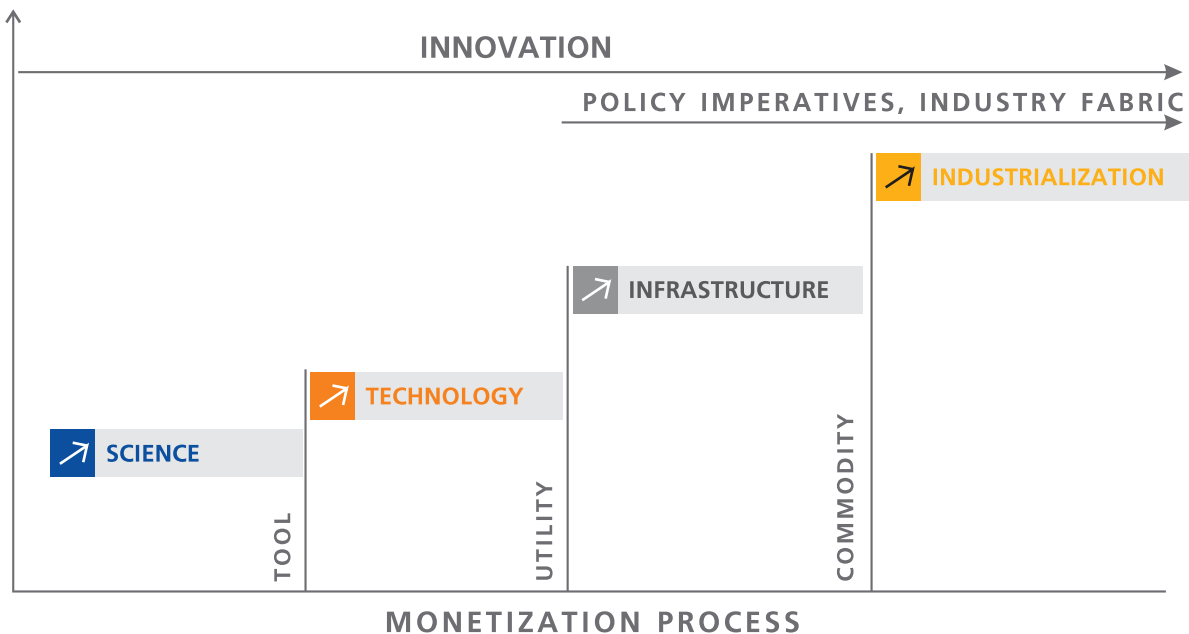 INNOVATION
POLICY IMPERATIVES, INDUSTRY FABRIC
INDUSTRIALIZATION
INFRASTRUCTURE
TECHNOLOGY
SCIENCE
TOOL
UTILITY
COMMODITY
MONETIZATION PROCESS